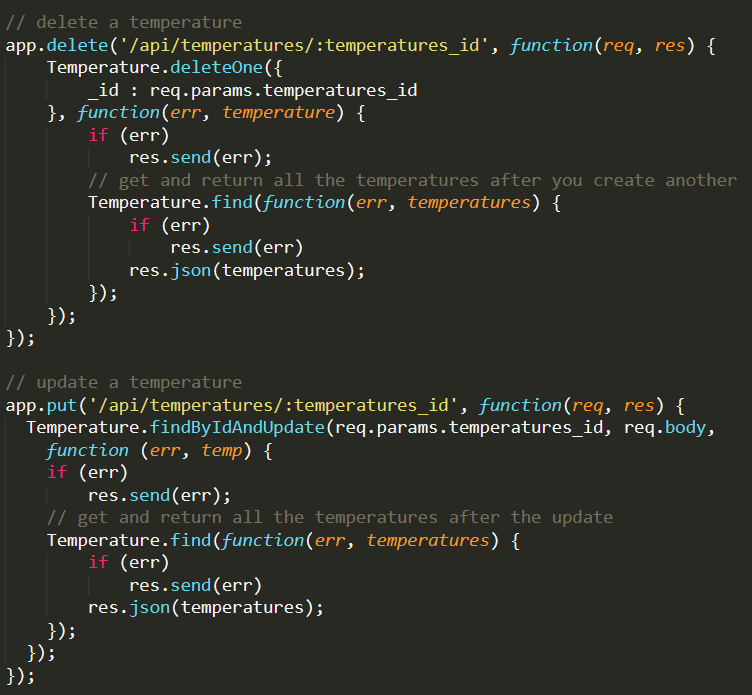 // delete a temperature
app.delete('/api/temperatures/:temperatures_id', function(req, res) {
    Temperature.deleteOne({
        _id : req.params.temperatures_id
    }, function(err, temperature) {
        if (err)
            res.send(err);
        // get and return all the temperatures after you create another
        Temperature.find(function(err, temperatures) {
            if (err)
                res.send(err)
            res.json(temperatures);
        });
    });
});

// update a temperature
app.put('/api/temperatures/:temperatures_id', function(req, res) {
  Temperature.findByIdAndUpdate(req.params.temperatures_id, req.body,
    function (err, temp) {
    if (err)
        res.send(err);
    // get and return all the temperatures after the update
    Temperature.find(function(err, temperatures) {
        if (err)
            res.send(err)
        res.json(temperatures);
    });
  });
});